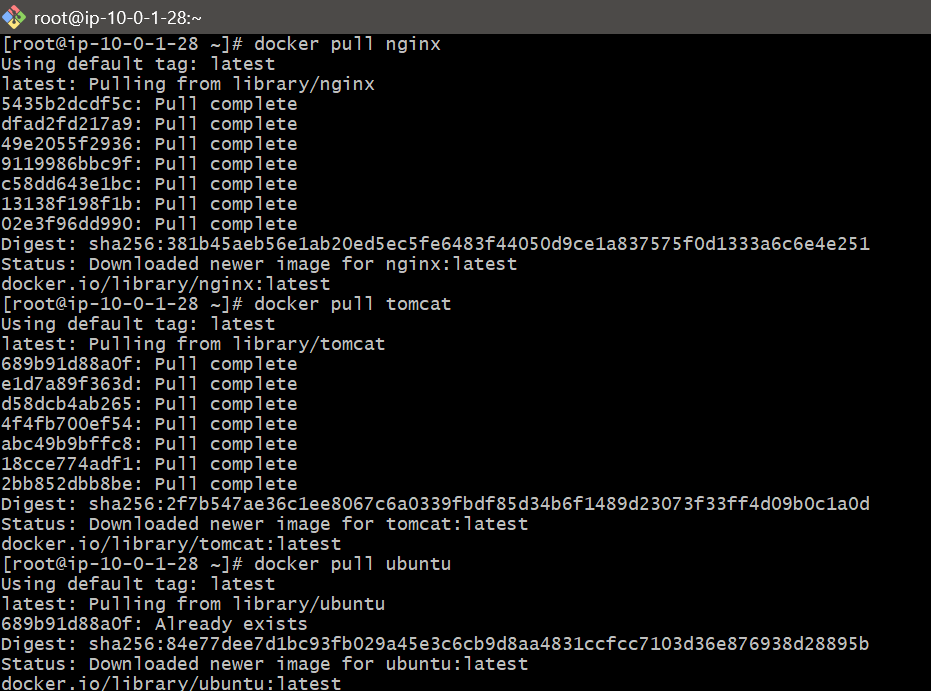 root@ip-10-0-1-28:~
[root@ip-10-0-1-28 ~]# docker pull nginx
Using default tag: latest
latest: Pulling from library/nginx
5435b2dcdf5c: Pull complete
dfad2fd217a9: Pull complete
49e2055f2936: Pull complete
9119986bbc9f: Pull complete
c58dd643e1bc: Pull complete
13138f198f1b: Pull complete
02e3f96dd990: Pull complete
Digest: sha256:381b45aeb56e1ab20ed5ec5fe6483f44050d9ce1a837575f0d1333a6c6e4e251
Status: Downloaded newer image for nginx:latest
docker.io/library/nginx:latest
[root@ip-10-0-1-28 ~]# docker pull tomcat
Using default tag: latest
latest: Pulling from library/tomcat
689b91d88a0f: Pull complete
e1d7a89f363d: Pull complete
d58dcb4ab265: Pull complete
4f4fb700ef54: Pull complete
abc49b9bffc8: Pull complete
18cce774adf1: Pull complete
2bb852dbb8be: Pull complete
Digest: sha256:2f7b547ae36c1ee8067c6a0339fbdf85d34b6f1489d23073f33ff4d09b0c1a0d
Status: Downloaded newer image for tomcat:latest
docker.io/library/tomcat:latest
[root@ip-10-0-1-28 ~]# docker pull ubuntu
Using default tag: latest
latest: Pulling from library/ubuntu
689b91d88a0f: Already exists
Digest: sha256:84e77dee7d1bc93fb029a45e3c6cb9d8aa4831ccfcc7103d36e876938d28895b
Status: Downloaded newer image for ubuntu:latest
docker.io/library/ubuntu:latest